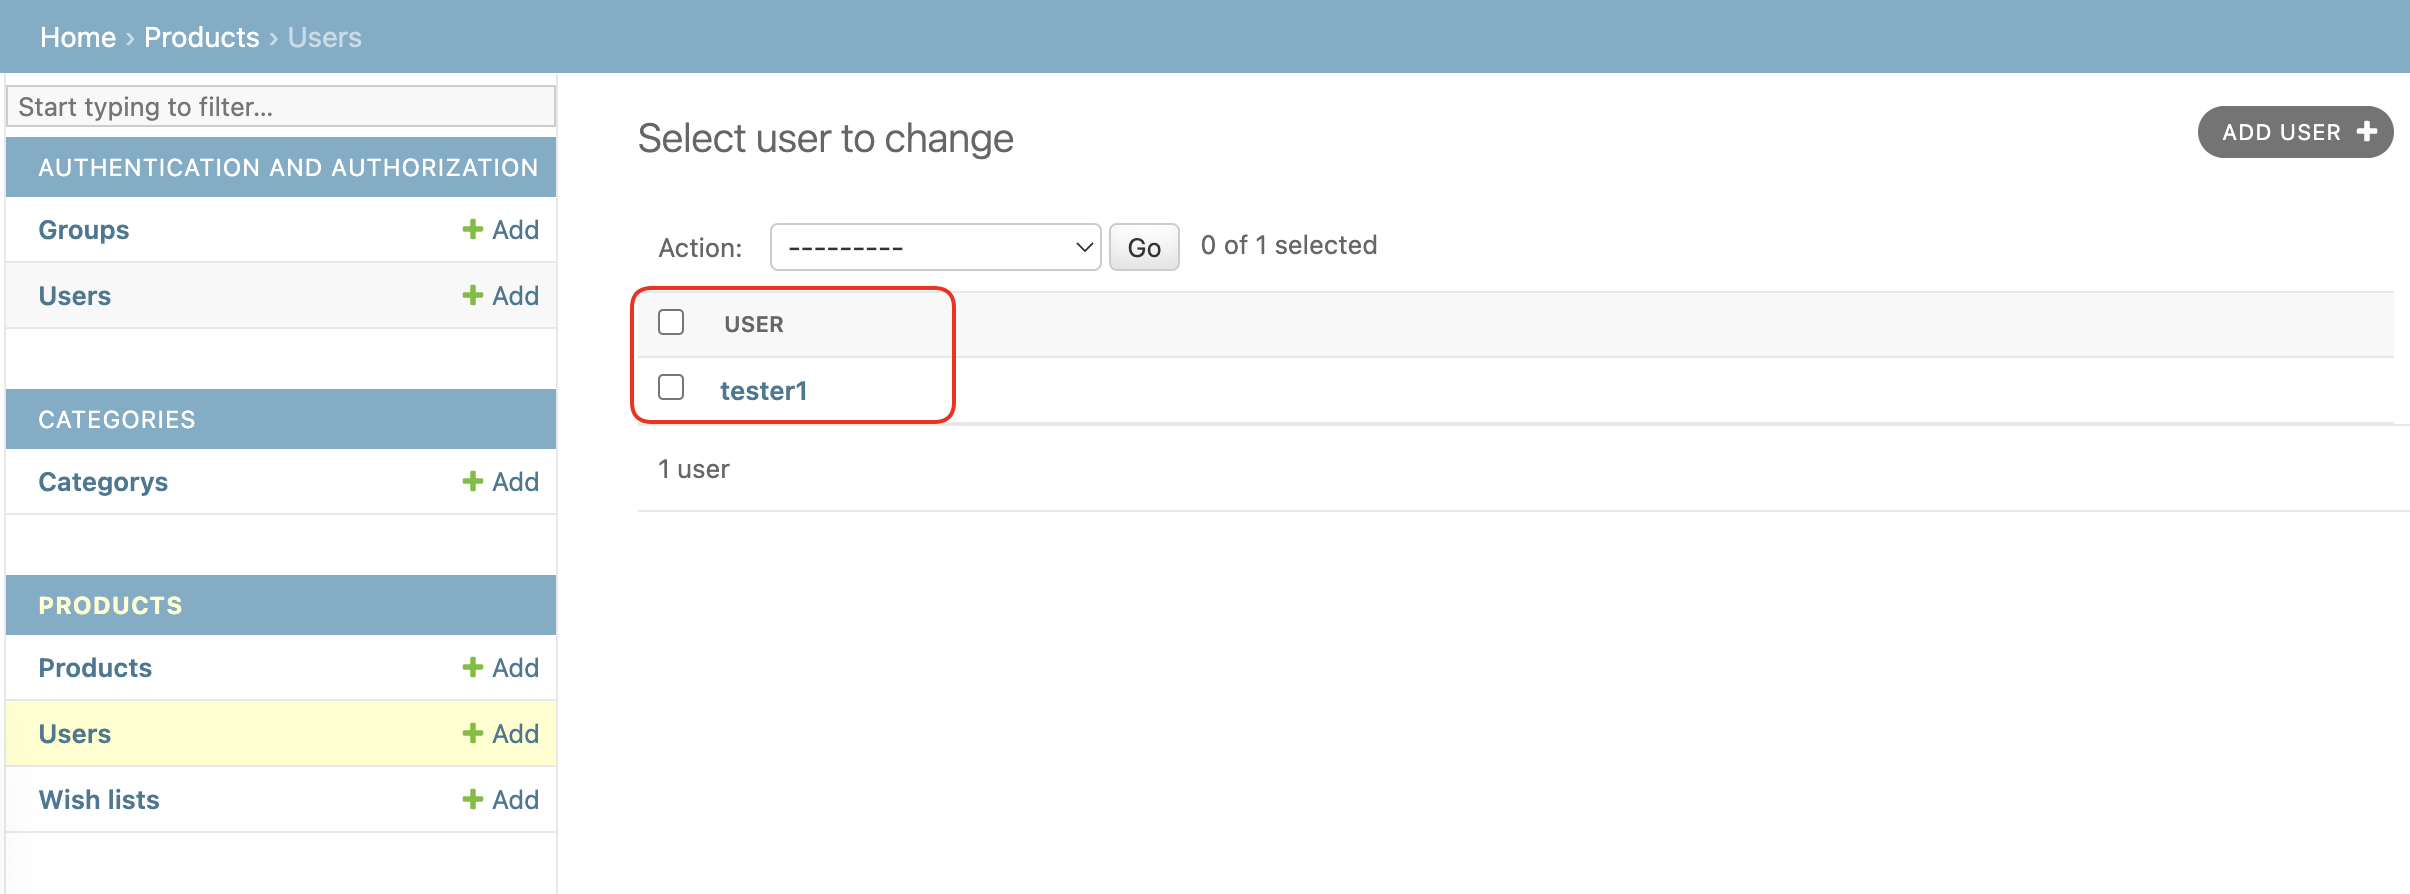 Home › Products › Users
Start typing to filter...
AUTHENTICATION AND AUTHORIZATION
Groups + Add
Users + Add
CATEGORIES
Categorys + Add
PRODUCTS
Products + Add
Users + Add
Wish lists + Add
Select user to change
ADD USER +
Action: --------- Go 0 of 1 selected
USER
tester1
1 user